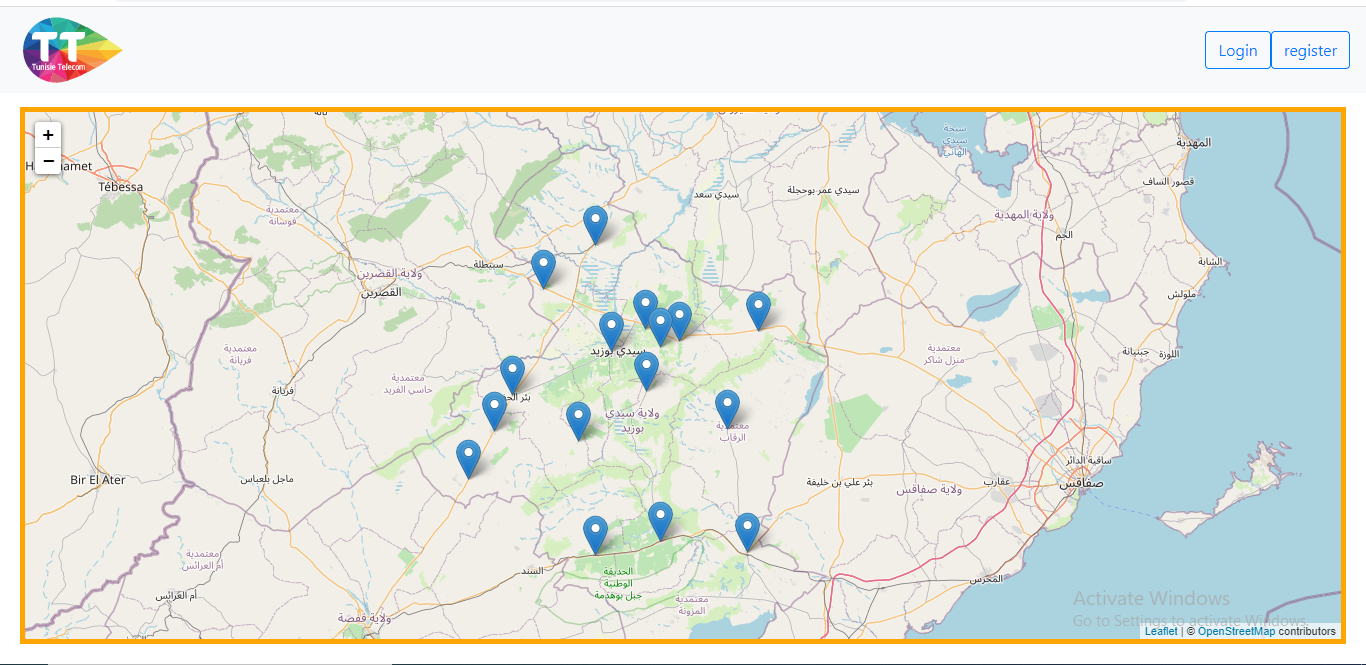 TT
Tunisie Telecom
Login
register
+
−
Tébessa
معتمدية
فوسانة
سيدي سعد
سيدي عمر بوحجلة
سبخة
سيدي
الهاني
المهدية
قصور الساف
ولاية المهدية
الجم
الشابة
ملولش
سبيطلة
ولاية القصرين
القصرين
معتمدية
فريانة
فريانة
معتمدية
حاسي الفريد
سيدي بوزيد
ولاية سيدي
بوزيد
معتمدية
الرقاب
معتمدية
منزل شاكر
جبنيانة
اللوزة
Bir El Ater
ماجل بلعباس
بئر علي بن خليفة
ولاية صفاقس
عقارب
ساقية الدائر
صفاقس
معتمدية
أم العرائس
أم العرائس
السند
الحديقة
الوطنية
جبل بوهدمة
معتمدية
المزونة
المحرس
ولاية قفصة
Activate Windows
Go to Settings to activate Windows.
Leaflet | © OpenStreetMap contributors